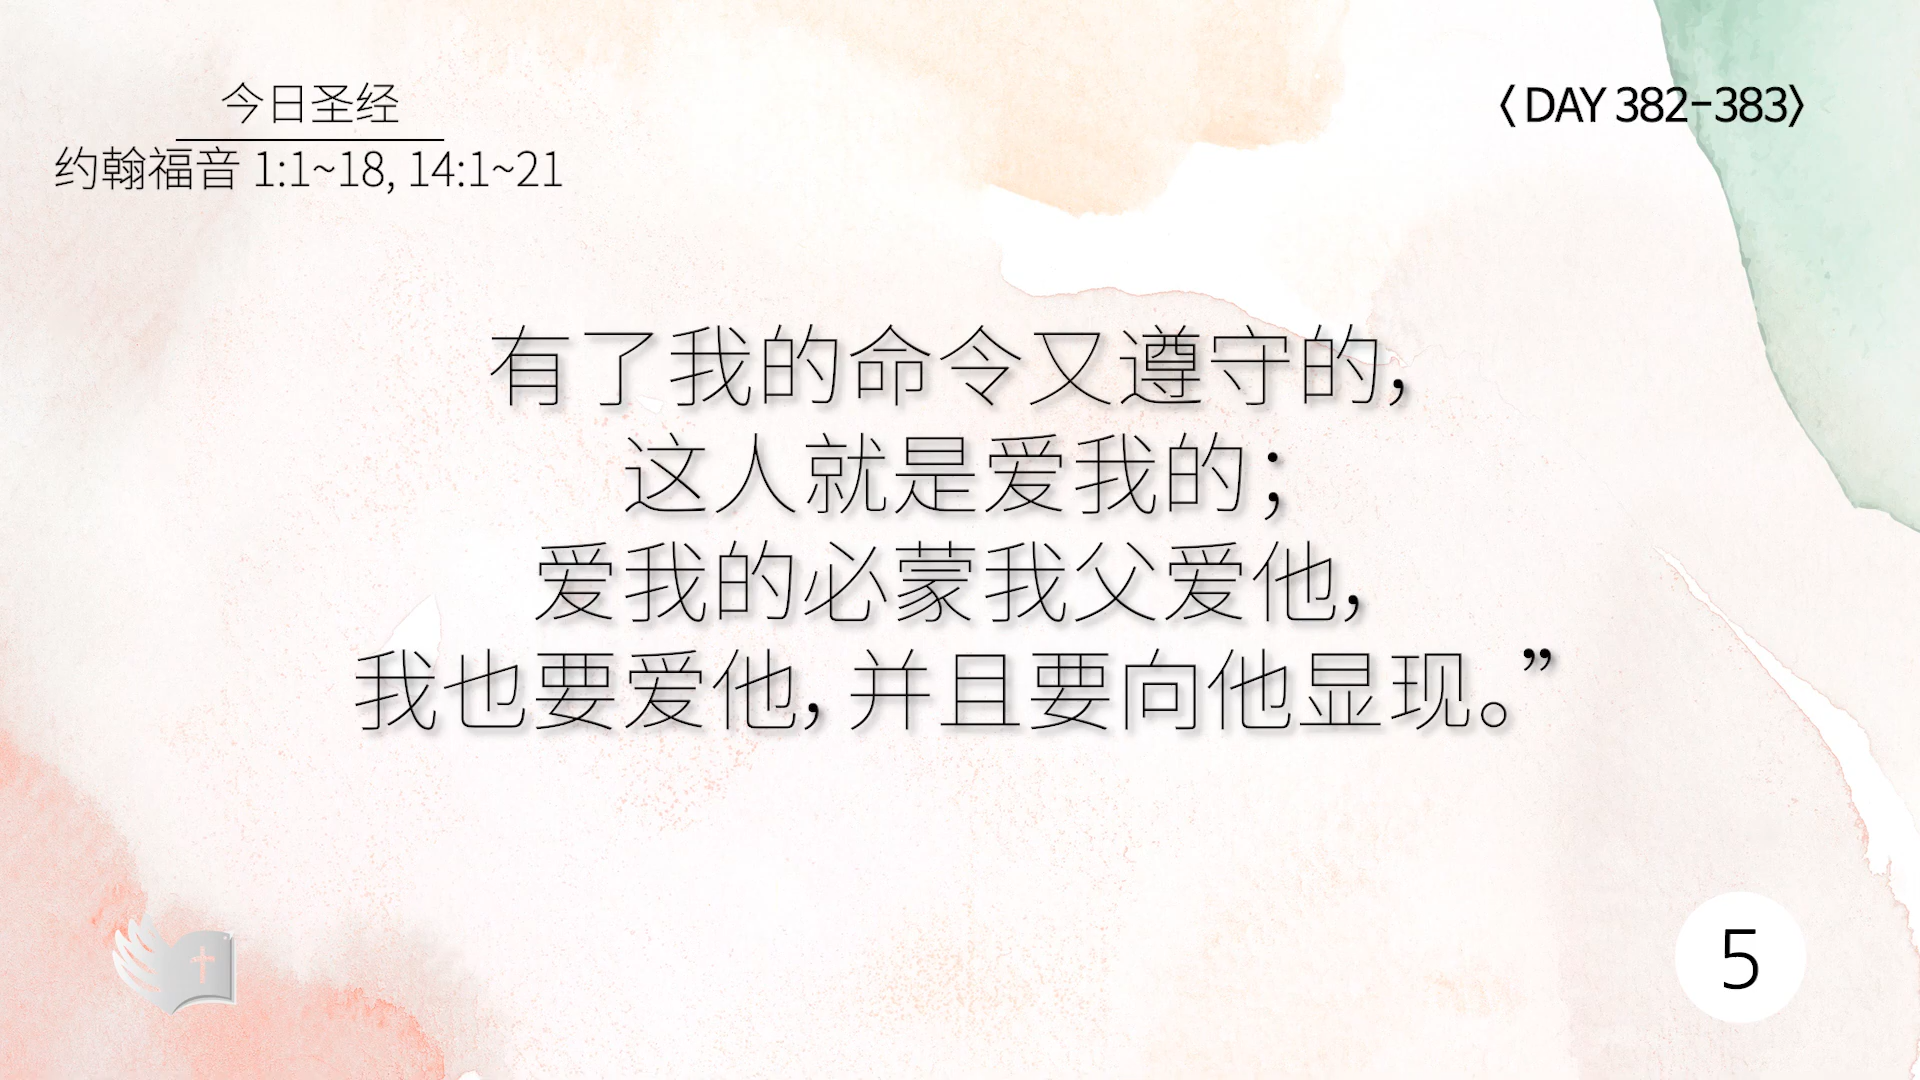 今日圣经
约翰福音 1:1~18, 14:1~21
〈DAY 382-383〉
有了我的命令又遵守的，
这人就是爱我的；
爱我的必蒙我父爱他，
我也要爱他，并且要向他显现。”
5